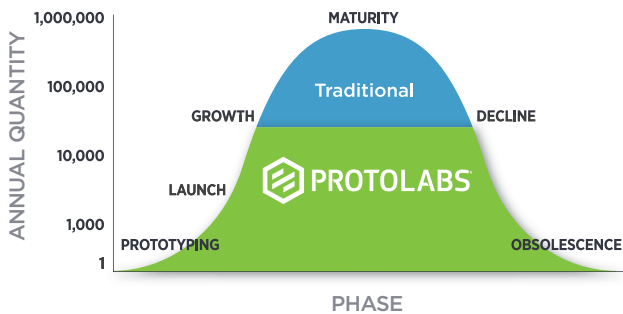 1,000,000
MATURITY
100,000
Traditional
GROWTH
DECLINE
10,000
PROTOLABS
LAUNCH
1,000
PROTOTYPING
OBSOLESCENCE
1
ANNUAL QUANTITY
PHASE